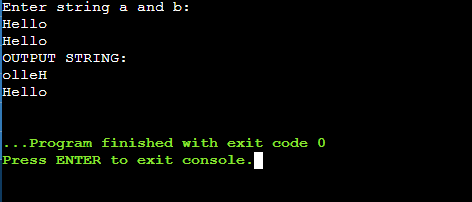 Enter string a and b:
Hello
Hello
OUTPUT STRING:
olleH
Hello
...Program finished with exit code 0
Press ENTER to exit console.